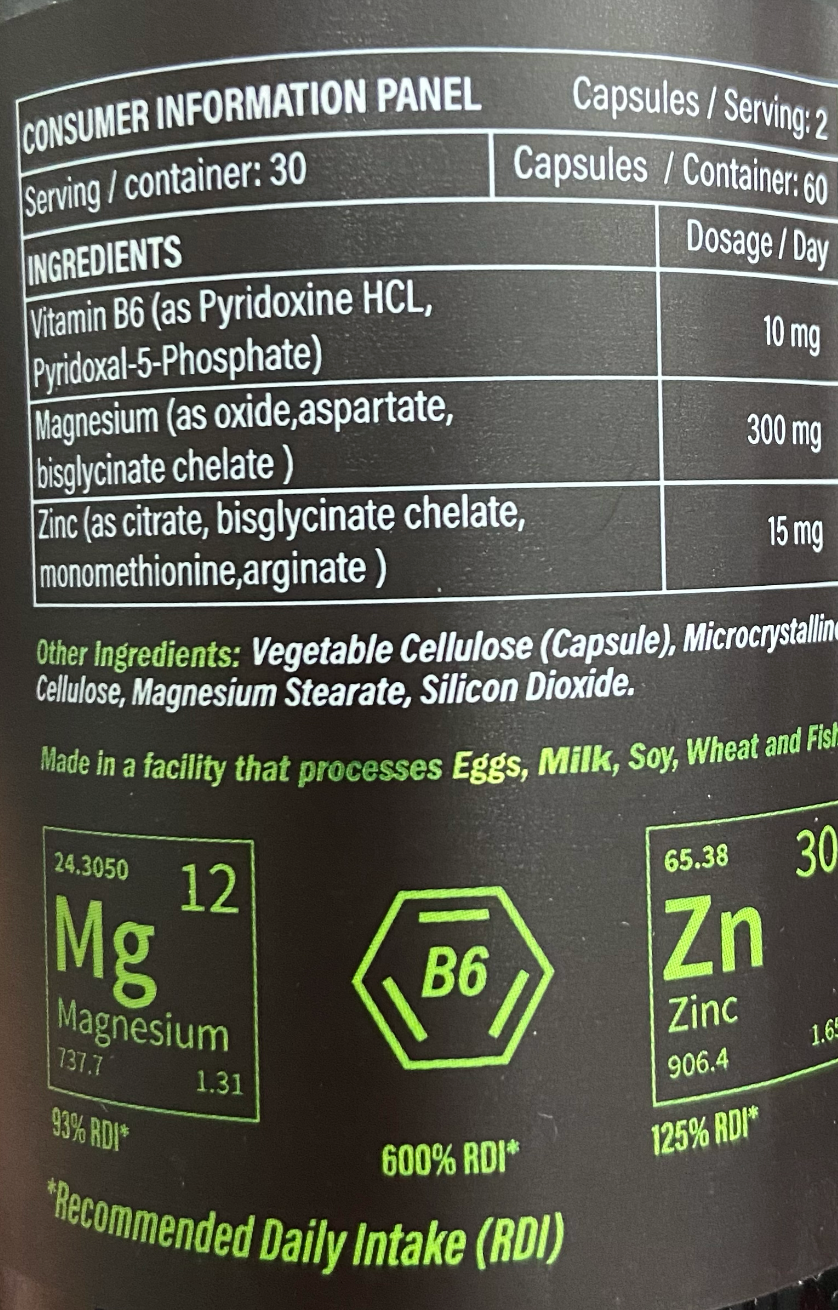 CONSUMER INFORMATION PANEL Capsules / Serving: 2
Serving / container: 30 Capsules / Container: 60
INGREDIENTS Dosage / Day
Vitamin B6 (as Pyridoxine HCL,
Pyridoxal-5-Phosphate) 10 mg
Magnesium (as oxide,aspartate,
bisglycinate chelate ) 300 mg
Zinc (as citrate, bisglycinate chelate,
monomethionine,arginate ) 15 mg
Other Ingredients: Vegetable Cellulose (Capsule), Microcrystalline
Cellulose, Magnesium Stearate, Silicon Dioxide.
Made in a facility that processes Eggs, Milk, Soy, Wheat and Fish
24.3050 12
Mg
Magnesium
737.7 1.31
93% RDI*
B6
600% RDI*
65.38 30
Zn
Zinc
906.4 1.65
125% RDI*
*Recommended Daily Intake (RDI)